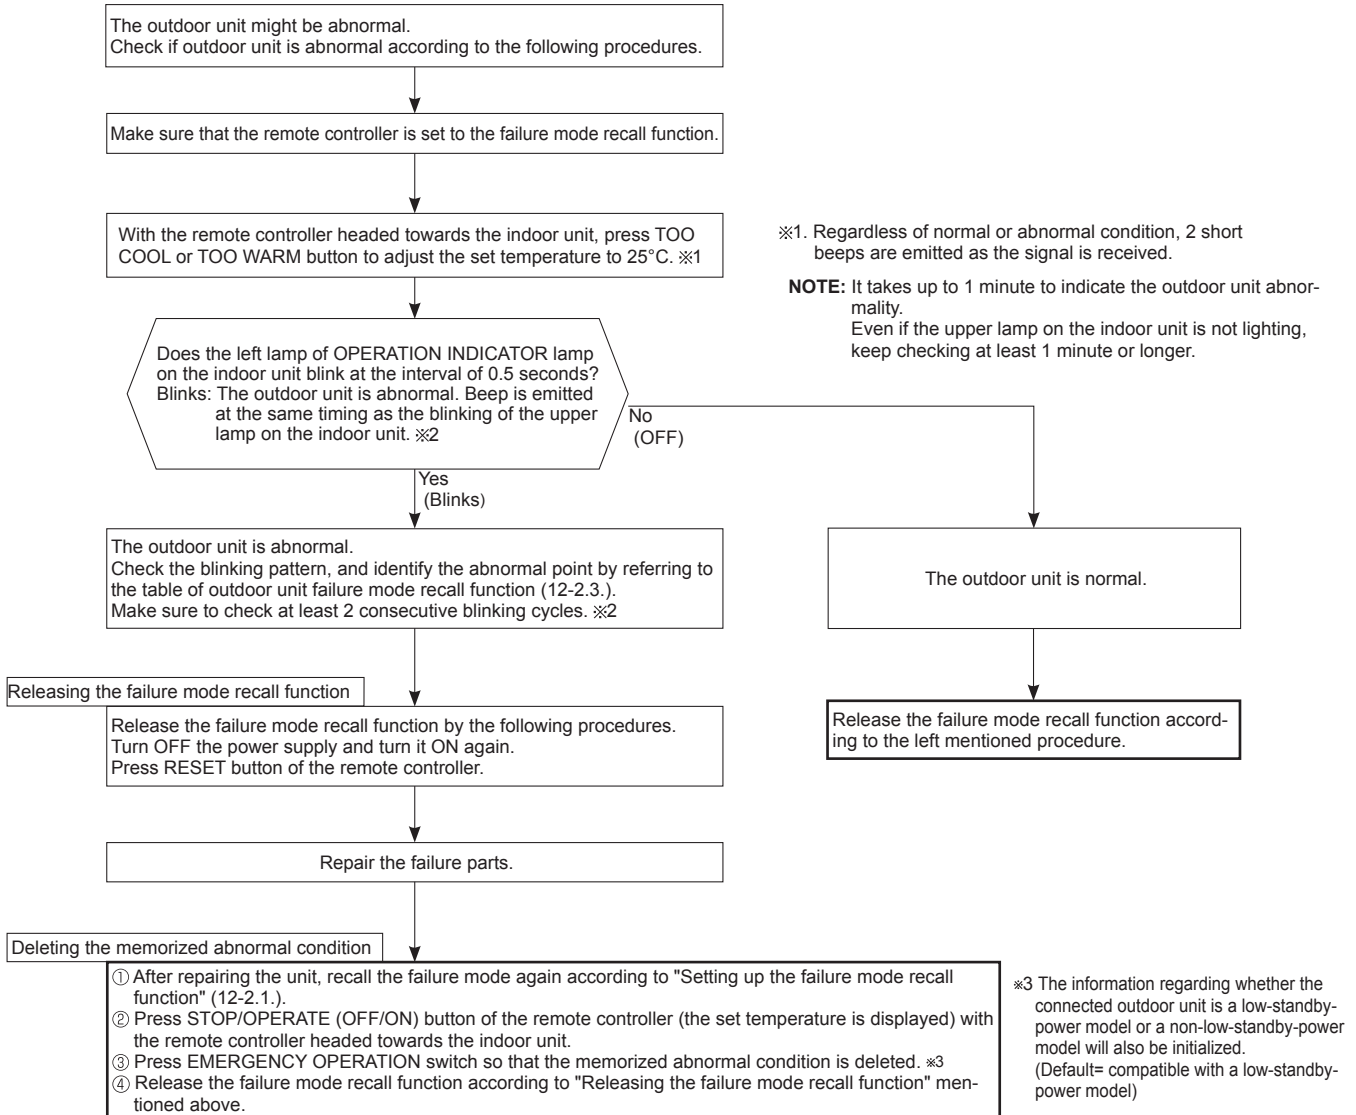 The outdoor unit might be abnormal.
Check if outdoor unit is abnormal according to the following procedures.
Make sure that the remote controller is set to the failure mode recall function.
With the remote controller headed towards the indoor unit, press TOO
COOL or TOO WARM button to adjust the set temperature to 25°C. ※1
※1. Regardless of normal or abnormal condition, 2 short
beeps are emitted as the signal is received.
NOTE: It takes up to 1 minute to indicate the outdoor unit abnor-
mality.
Even if the upper lamp on the indoor unit is not lighting,
keep checking at least 1 minute or longer.
Does the left lamp of OPERATION INDICATOR lamp
on the indoor unit blink at the interval of 0.5 seconds?
Blinks: The outdoor unit is abnormal. Beep is emitted
at the same timing as the blinking of the upper
lamp on the indoor unit. ※2
No
(OFF)
Yes
(Blinks)
The outdoor unit is abnormal.
Check the blinking pattern, and identify the abnormal point by referring to
the table of outdoor unit failure mode recall function (12-2.3.).
Make sure to check at least 2 consecutive blinking cycles. ※2
The outdoor unit is normal.
Releasing the failure mode recall function
Release the failure mode recall function by the following procedures.
Turn OFF the power supply and turn it ON again.
Press RESET button of the remote controller.
Release the failure mode recall function accord-
ing to the left mentioned procedure.
Repair the failure parts.
Deleting the memorized abnormal condition
① After repairing the unit, recall the failure mode again according to "Setting up the failure mode recall
function" (12-2.1.).
② Press STOP/OPERATE (OFF/ON) button of the remote controller (the set temperature is displayed) with
the remote controller headed towards the indoor unit.
③ Press EMERGENCY OPERATION switch so that the memorized abnormal condition is deleted. ※3
④ Release the failure mode recall function according to "Releasing the failure mode recall function" men-
tioned above.
※3 The information regarding whether the
connected outdoor unit is a low-standby-
power model or a non-low-standby-power
model will also be initialized.
(Default= compatible with a low-standby-
power model)